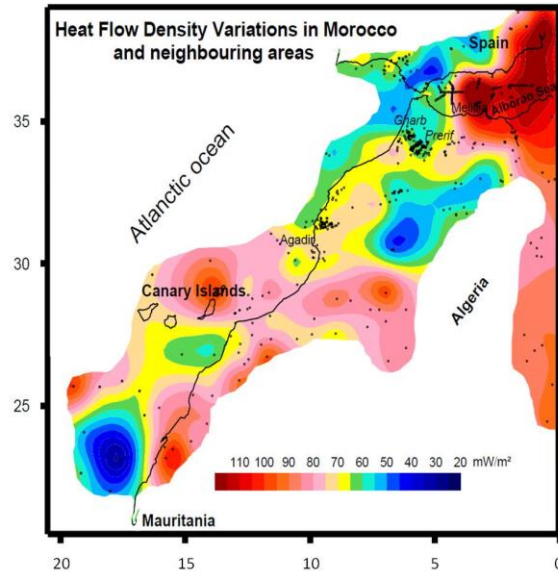 Heat Flow Density Variations in Morocco
and neighbouring areas
Spain
Melilla
Alboran Sea
Gharb
Prerif
35
Atlanctic ocean
Agadir
30
Canary Islands.
Algeria
25
110 100 90 80 70 60 50 40 30 20 mW/m²
Mauritania
20 15 10 5 0